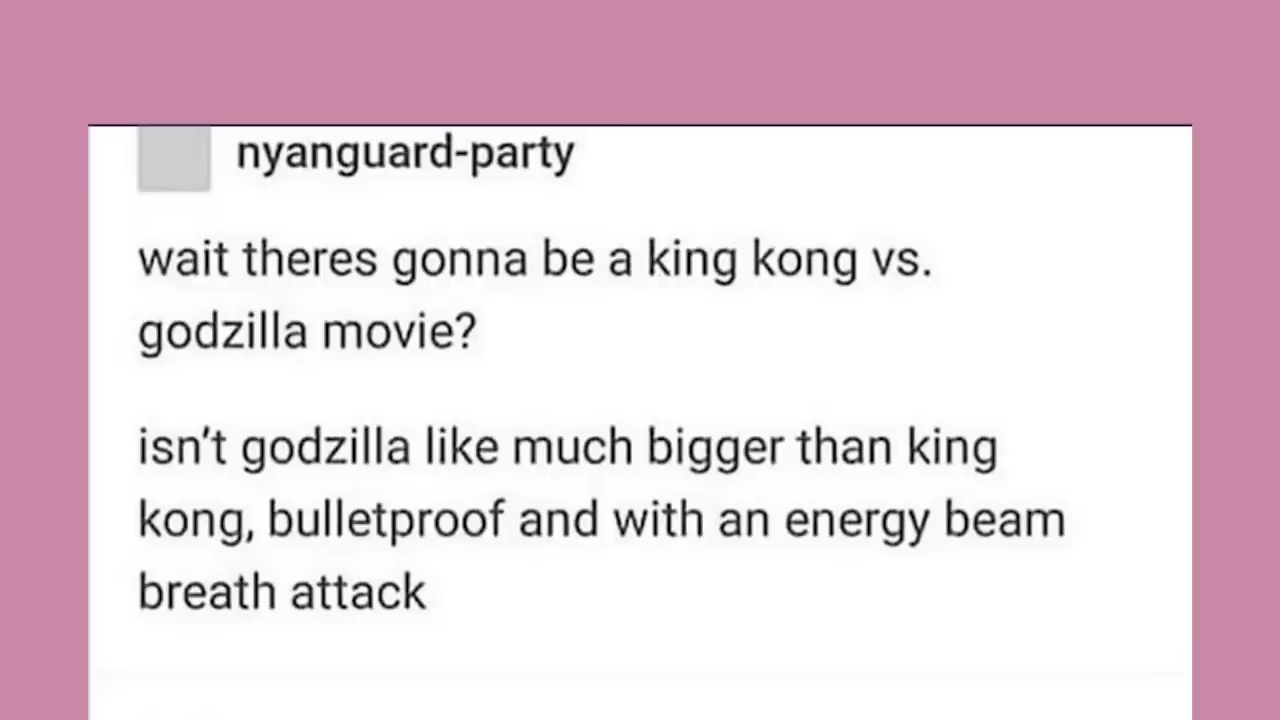 nyanguard-party
wait theres gonna be a king kong vs.
godzilla movie?
isn't godzilla like much bigger than king
kong, bulletproof and with an energy beam
breath attack